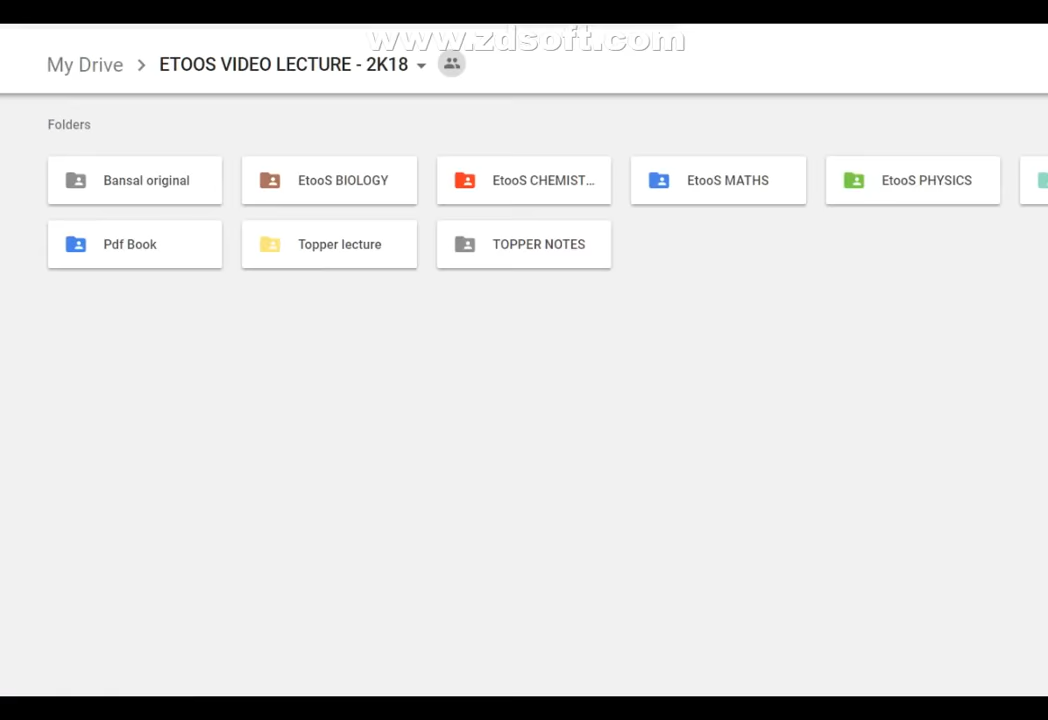 www.zdsoft.com
My Drive > ETOOS VIDEO LECTURE - 2K18
Folders
Bansal original
EtooS BIOLOGY
EtooS CHEMIST...
EtooS MATHS
EtooS PHYSICS
Pdf Book
Topper lecture
TOPPER NOTES